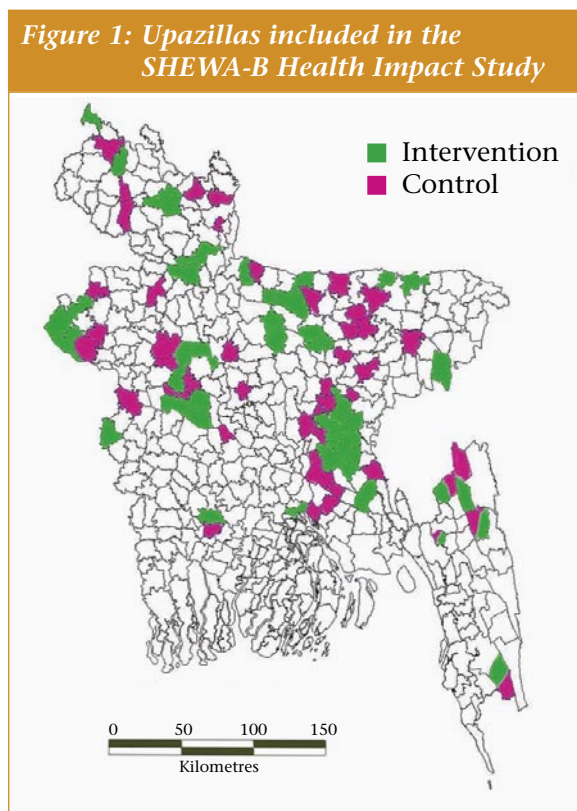 Figure 1: Upazillas included in the
SHEWA-B Health Impact Study
Intervention
Control
0 50 100 150
Kilometres